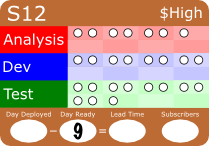 S12 $High
Analysis
Dev
Test
Day Deployed Day Ready Lead Time Subscribers
– 9 =